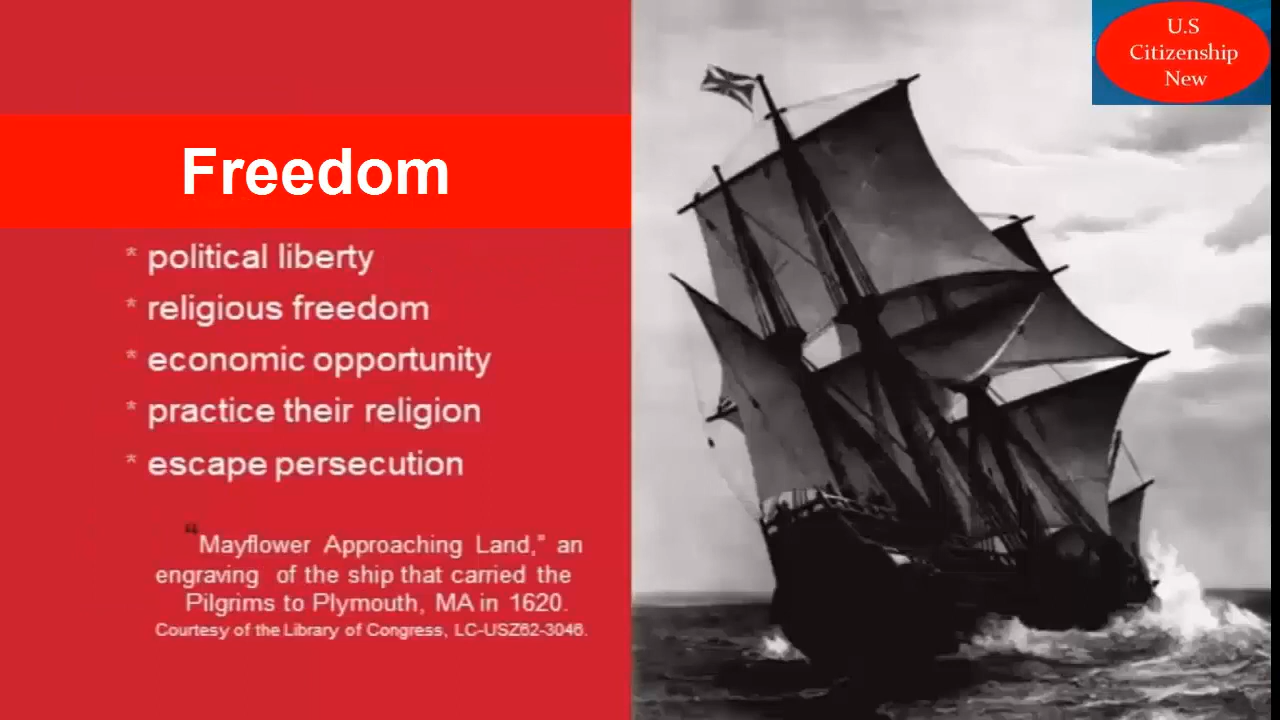 Freedom
* political liberty
* religious freedom
* economic opportunity
* practice their religion
* escape persecution
“Mayflower Approaching Land,” an
engraving of the ship that carried the
Pilgrims to Plymouth, MA in 1620.
Courtesy of the Library of Congress, LC-USZ62-3046.
U.S
Citizenship
New